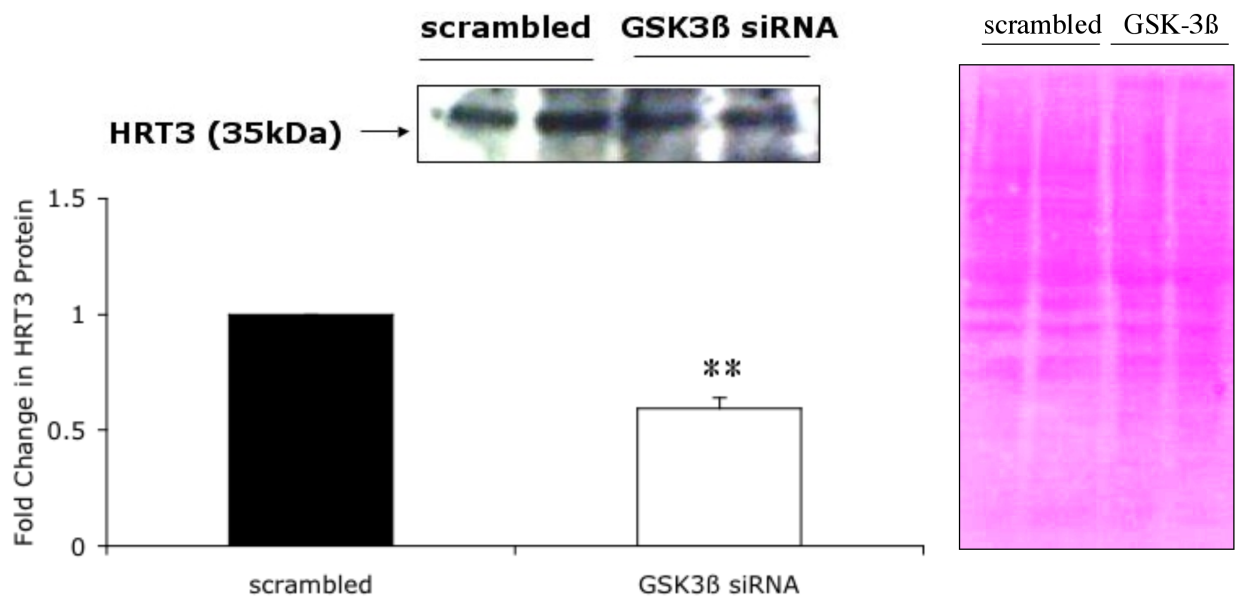 scrambled GSK3ß siRNA
scrambled GSK-3ß
HRT3 (35kDa)
Fold Change in HRT3 Protein
1.5
1
0.5
0
**
scrambled GSK3ß siRNA